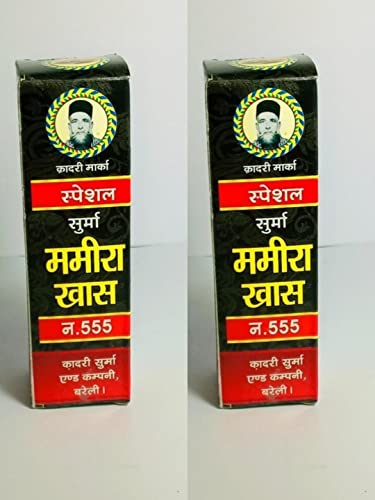 क़ादरी मार्का
स्पेशल
सुर्मा
ममीरा
खास
न.555
क़ादरी सुर्मा
एण्ड कम्पनी,
बरेली।
क़ादरी मार्का
स्पेशल
सुर्मा
ममीरा
खास
न.555
क़ादरी सुर्मा
एण्ड कम्पनी,
बरेली।